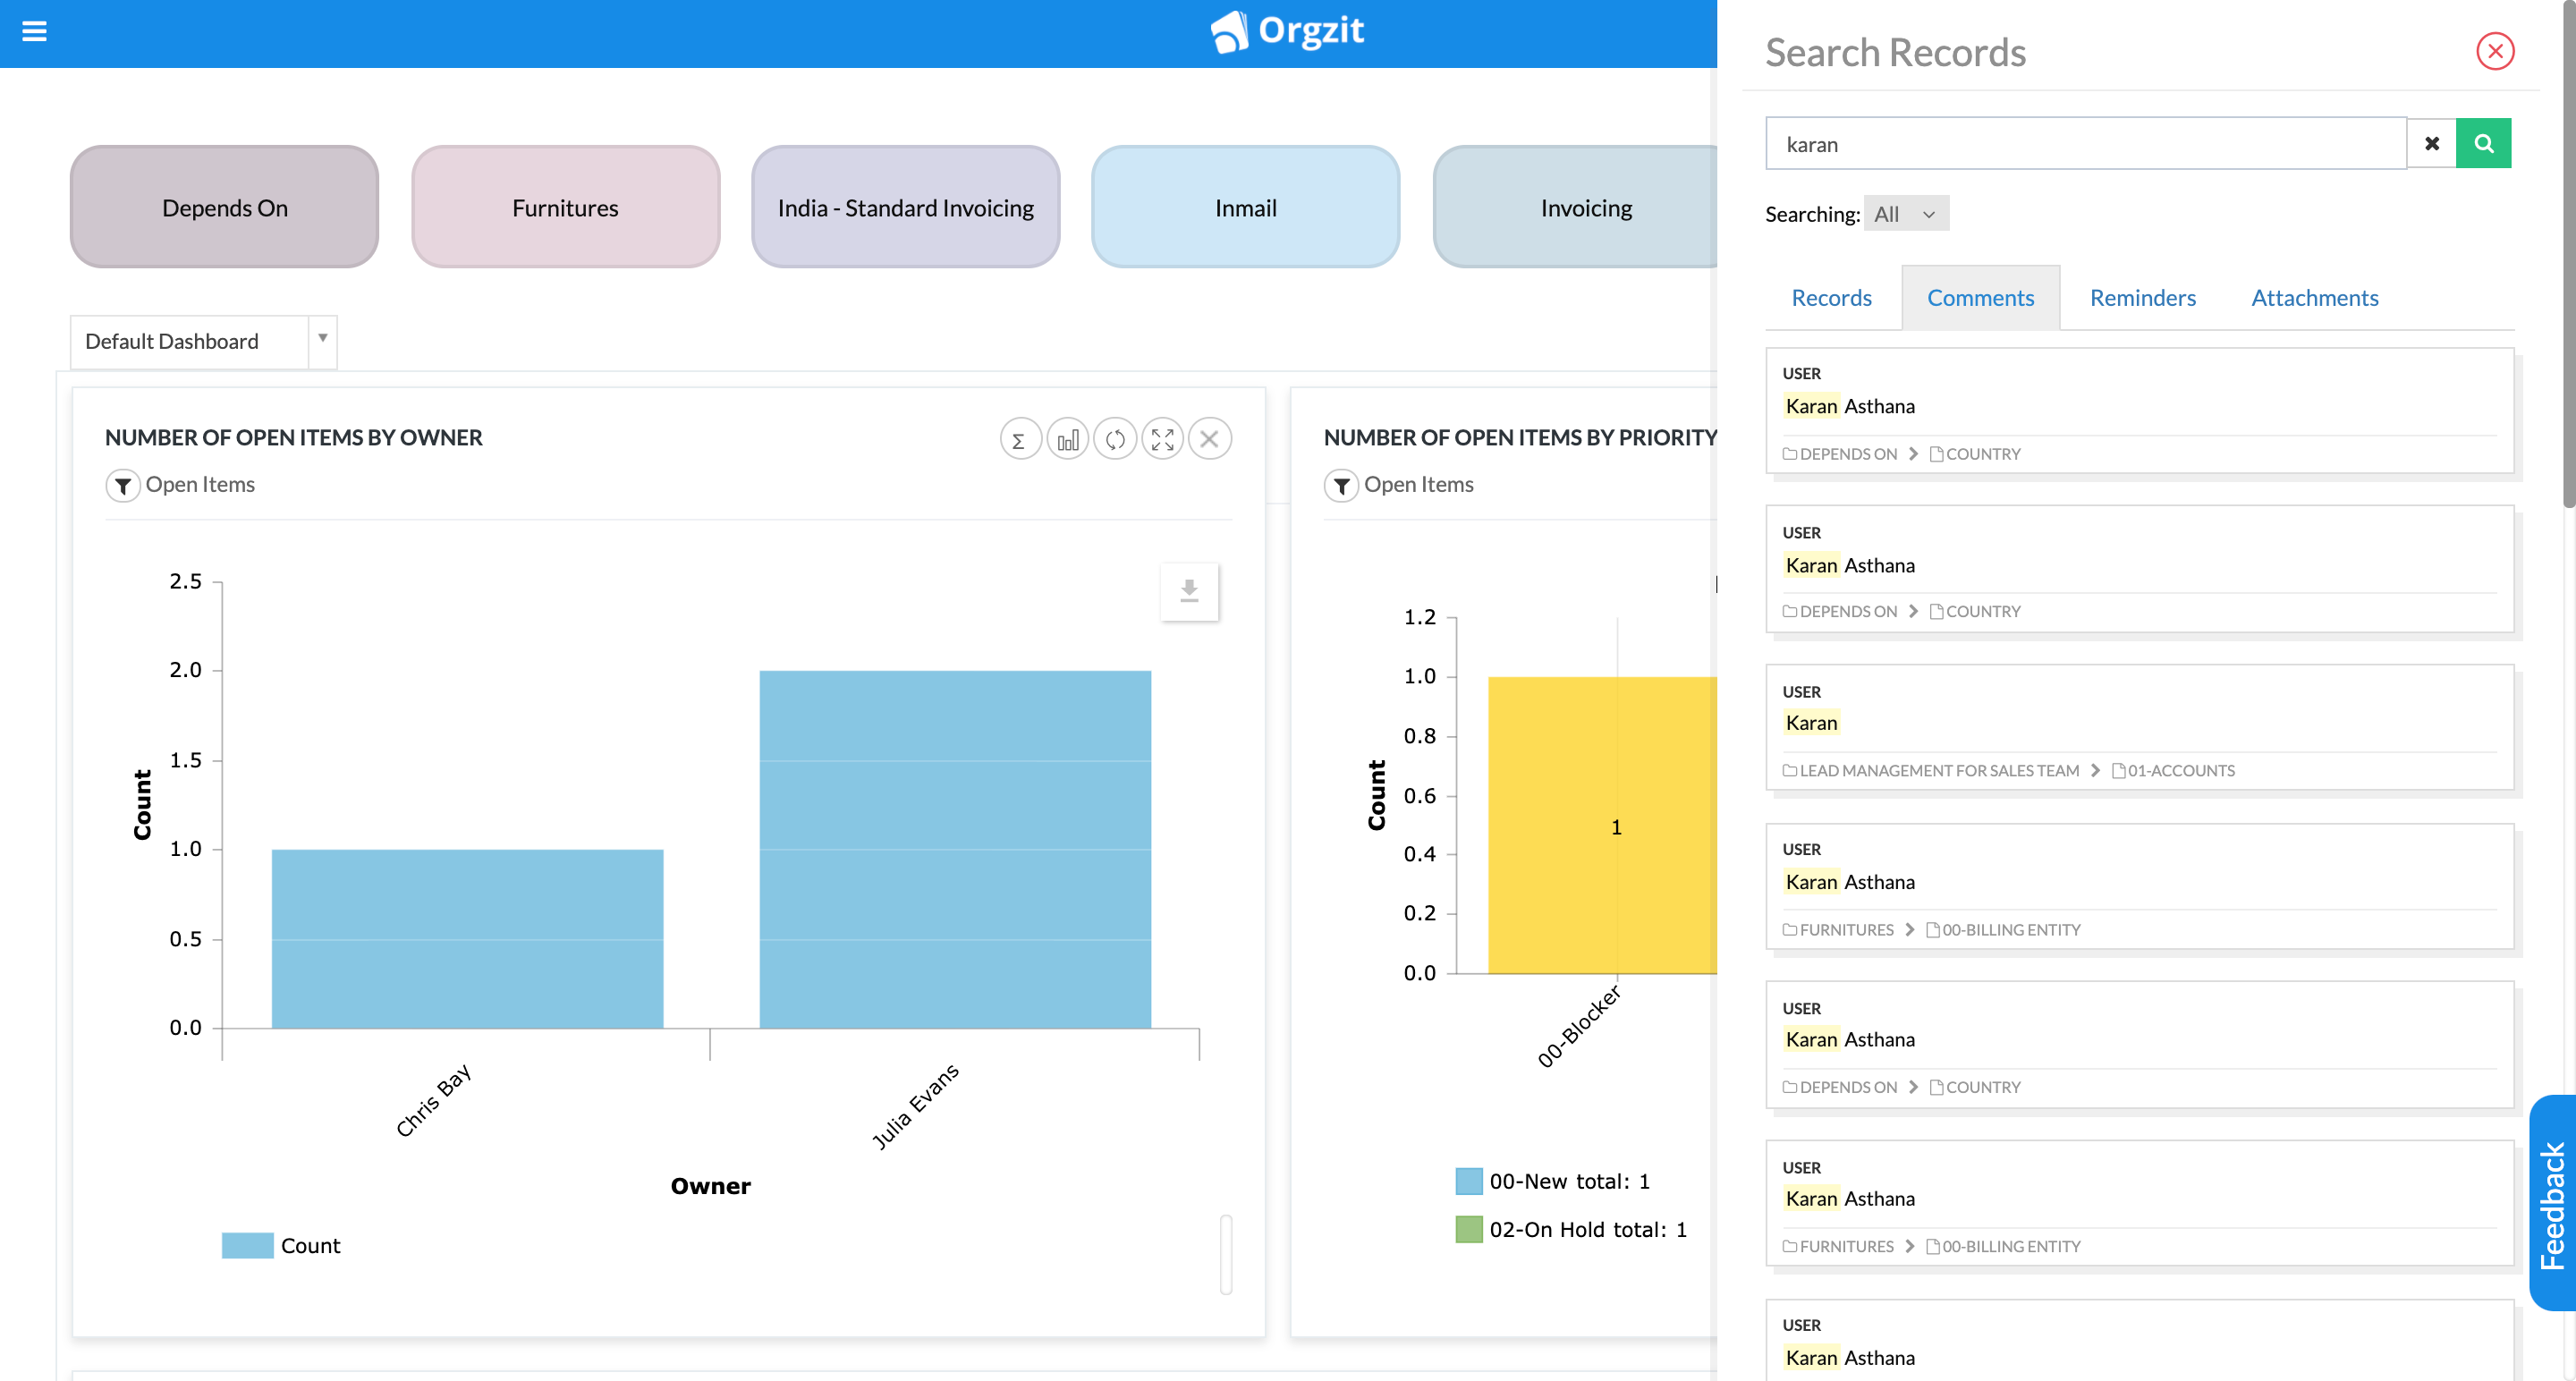 Orgzit
Depends On
Furnitures
India - Standard Invoicing
Inmail
Invoicing
Default Dashboard
NUMBER OF OPEN ITEMS BY OWNER
Σ
Open Items
2.5
2.0
1.5
1.0
0.5
0.0
Count
Chris Bay
Julia Evans
Owner
Count
NUMBER OF OPEN ITEMS BY PRIORITY
Open Items
1.2
1.0
0.8
0.6
0.4
0.2
0.0
Count
1
00-Blocker
00-New total: 1
02-On Hold total: 1
Search Records
karan
Searching: All
Records Comments Reminders Attachments
USER
Karan Asthana
DEPENDS ON > COUNTRY
USER
Karan Asthana
DEPENDS ON > COUNTRY
USER
Karan
LEAD MANAGEMENT FOR SALES TEAM > 01-ACCOUNTS
USER
Karan Asthana
FURNITURES > 00-BILLING ENTITY
USER
Karan Asthana
DEPENDS ON > COUNTRY
USER
Karan Asthana
FURNITURES > 00-BILLING ENTITY
USER
Karan Asthana
Feedback